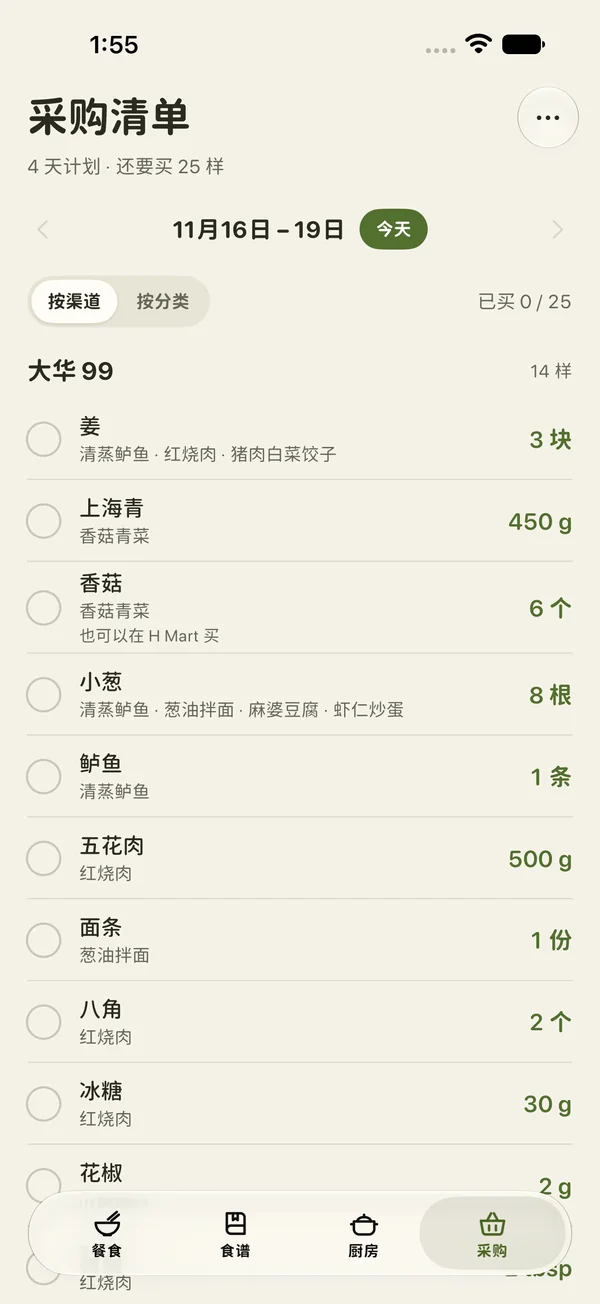 1:55
采购清单
4 天计划 · 还要买 25 样
11月16日 – 19日
今天
按渠道
按分类
已买 0 / 25
大华 99
14 样
姜
清蒸鲈鱼 · 红烧肉 · 猪肉白菜饺子
3 块
上海青
香菇青菜
450 g
香菇
香菇青菜
也可以在 H Mart 买
6 个
小葱
清蒸鲈鱼 · 葱油拌面 · 麻婆豆腐 · 虾仁炒蛋
8 根
鲈鱼
清蒸鲈鱼
1 条
五花肉
红烧肉
500 g
面条
葱油拌面
1 份
八角
红烧肉
2 个
冰糖
红烧肉
30 g
花椒
2 g
餐食
食谱
厨房
采购
红烧肉